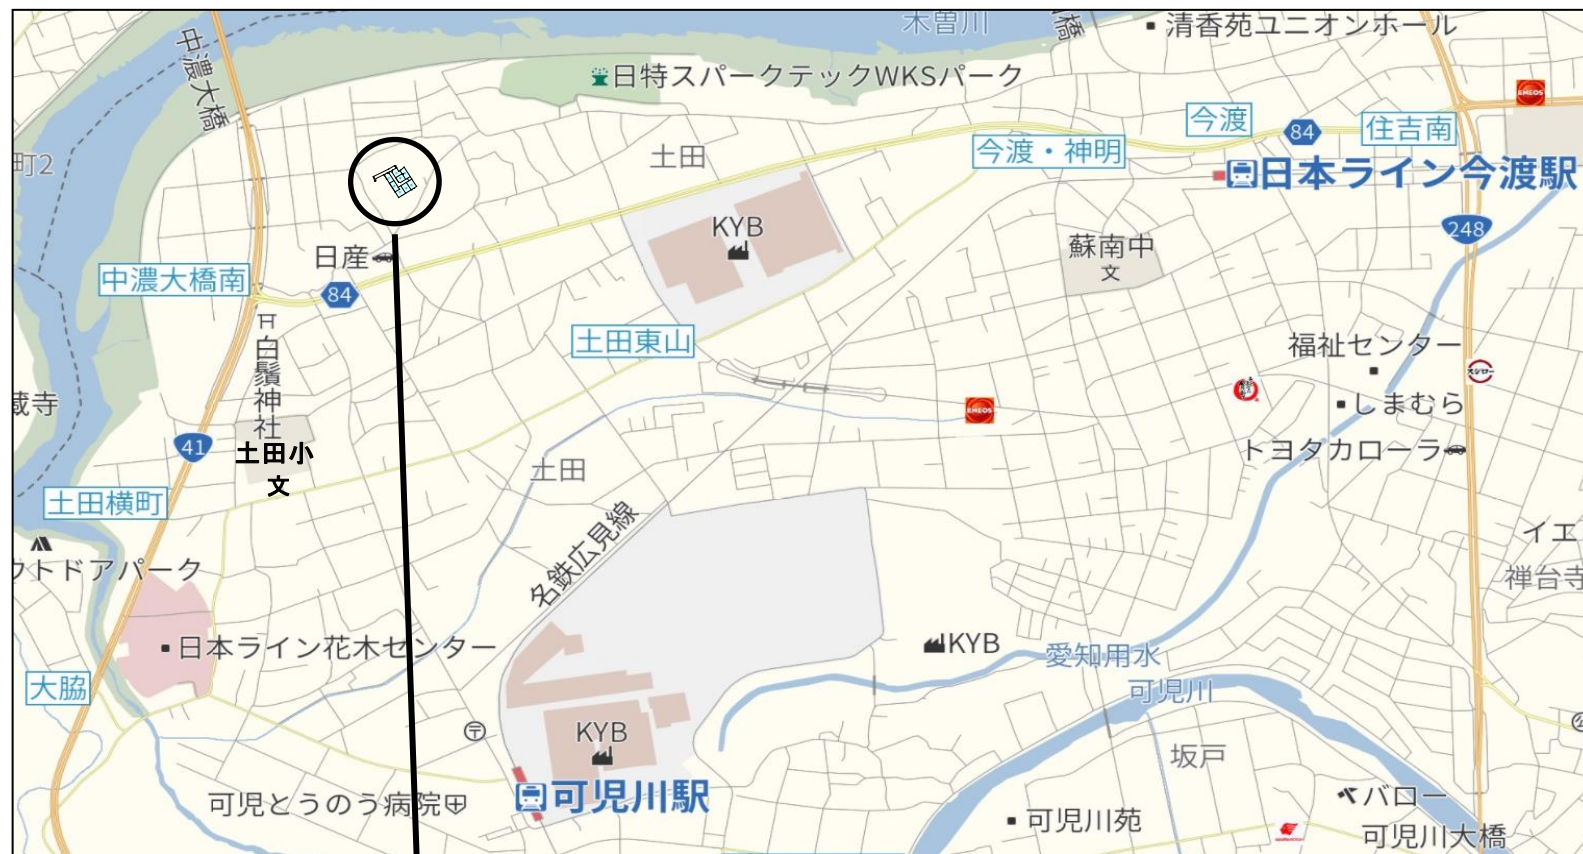 木曽川
橋
清香苑ユニオンホール
中濃大橋
日特スパークテックWKSパーク
ENEOS
今渡
84
住吉南
今渡・神明
土田
町2
日本ライン今渡駅
KYB
248
蘇南中
文
日産
中濃大橋南
84
土田東山
白鬚神社
福祉センター
スシロー
しまむら
蔵寺
ENEOS
トヨタカローラ
41
土田小
文
土田
土田横町
名鉄広見線
イエ
禅台寺
ウトドアパーク
日本ライン花木センター
KYB
愛知用水
大脇
可児川
〒
KYB
坂戸
可児川駅
可児とうのう病院
バロー
可児川苑
可児川大橋